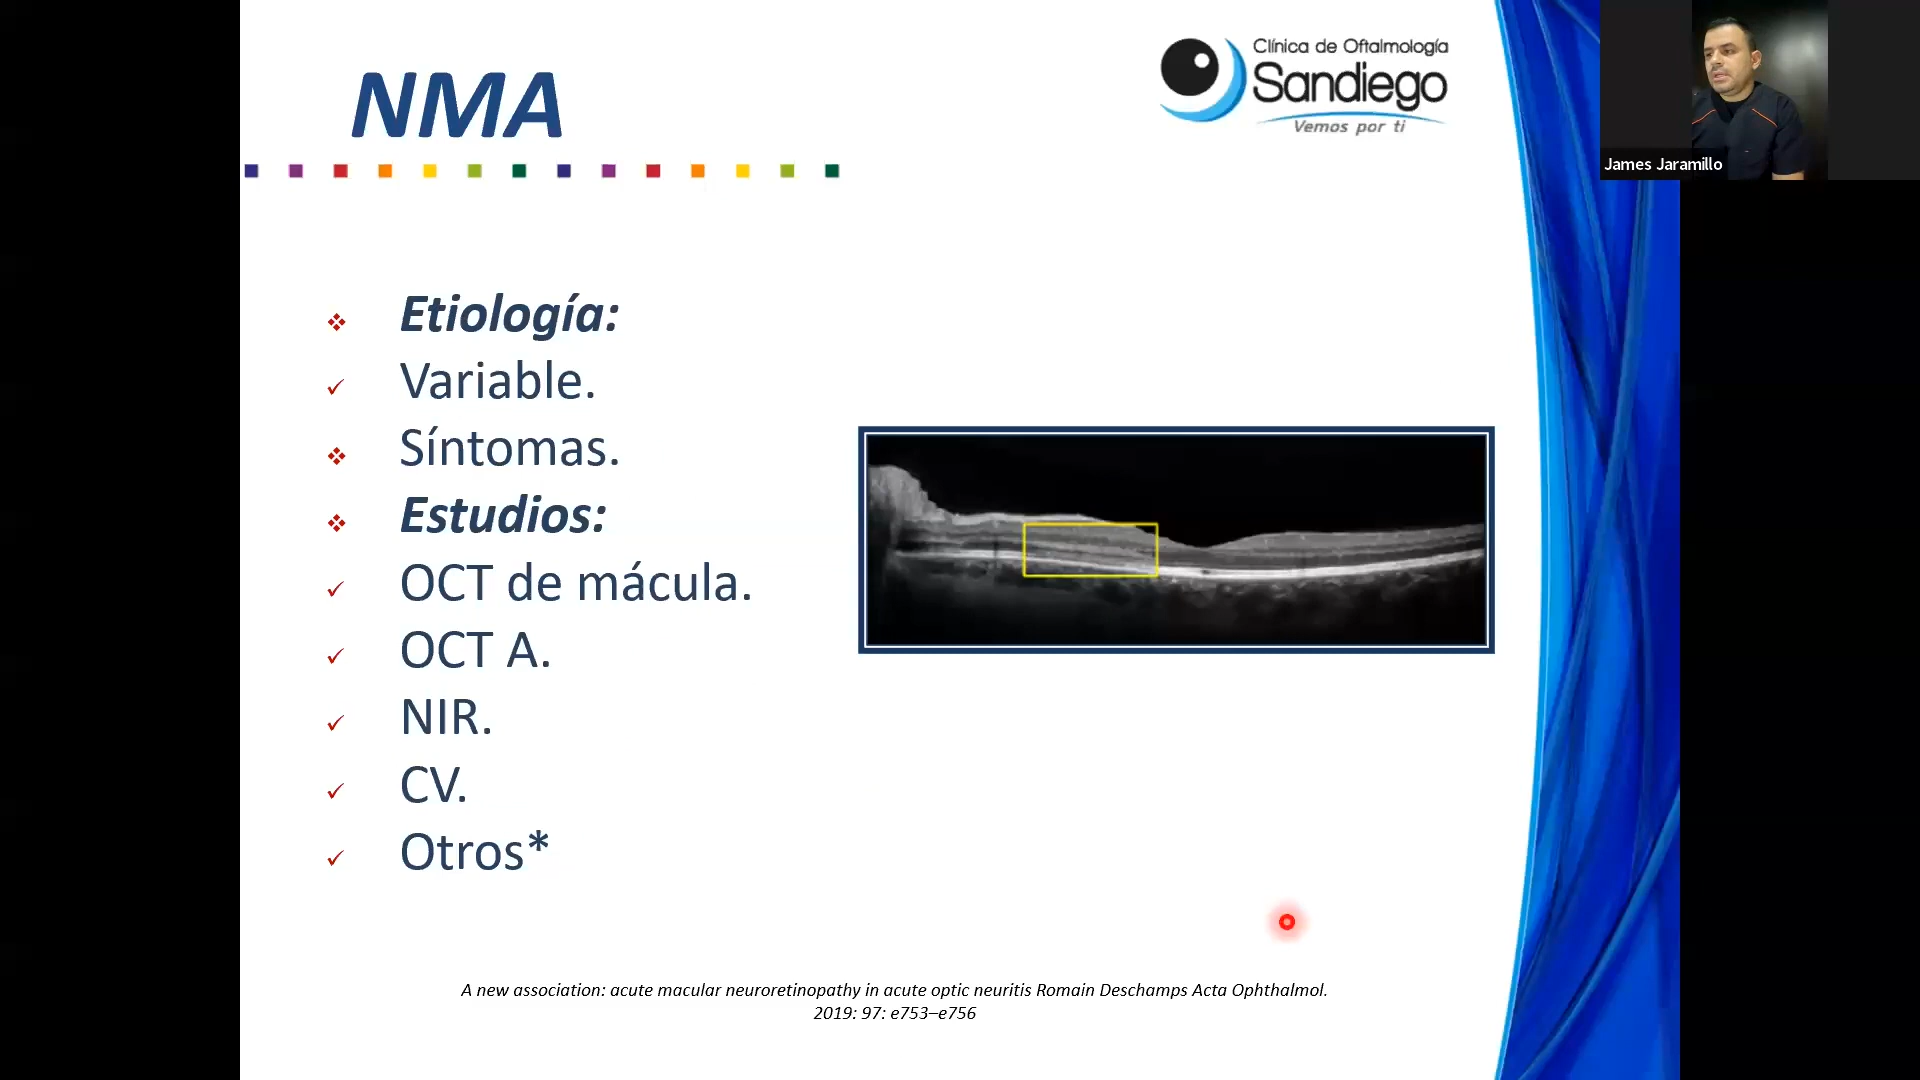 NMA
Clínica de Oftalmología
Sandiego
Vemos por ti
James Jaramillo
Etiología:
Variable.
Síntomas.
Estudios:
OCT de mácula.
OCT A.
NIR.
CV.
Otros*
A new association: acute macular neuroretinopathy in acute optic neuritis Romain Deschamps Acta Ophthalmol.
2019: 97: e753–e756